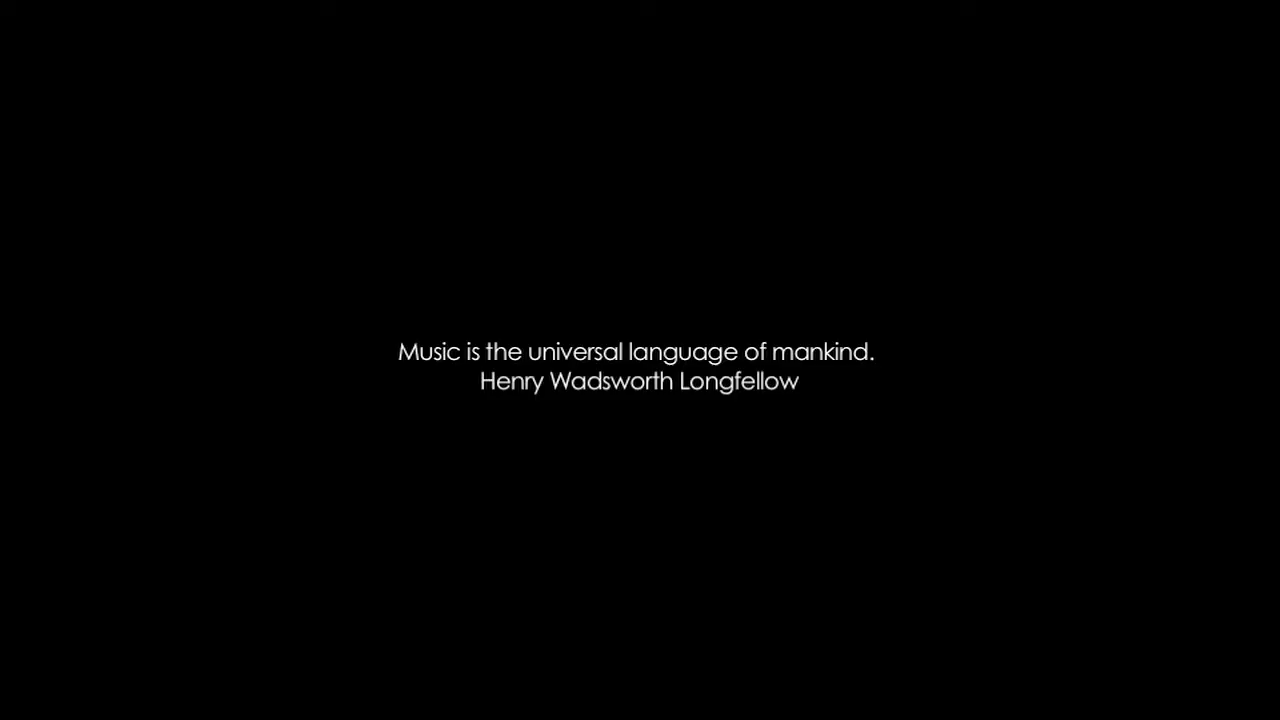 Music is the universal language of mankind.
Henry Wadsworth Longfellow